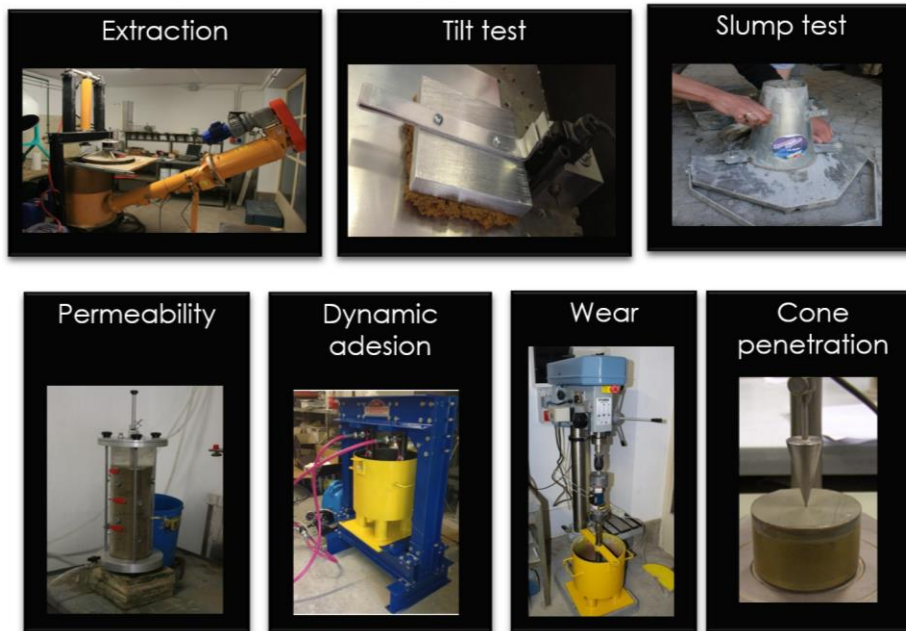 Extraction
Tilt test
Slump test
Permeability
Dynamic
adesion
Wear
Cone
penetration